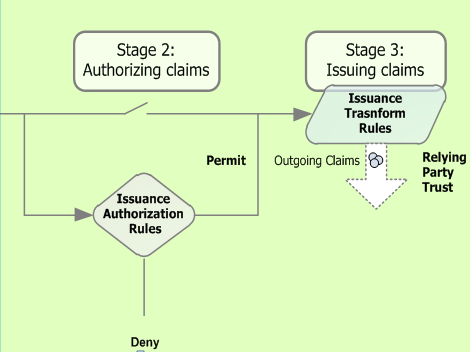 Stage 2:
Authorizing claims
Stage 3:
Issuing claims
Issuance
Trasnform
Rules
Permit
Outgoing Claims
Relying
Party
Trust
Issuance
Authorization
Rules
Deny